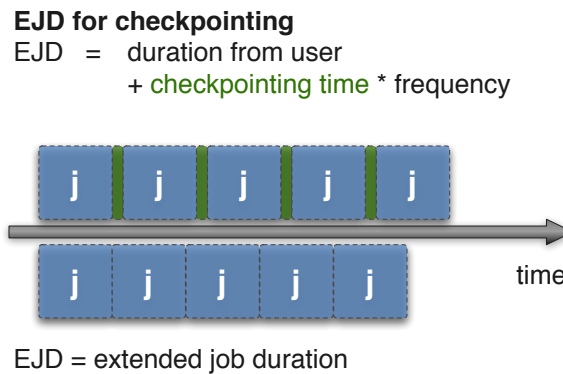 EJD for checkpointing
EJD = duration from user
+ checkpointing time * frequency
j j j j j
time
j j j j j
EJD = extended job duration